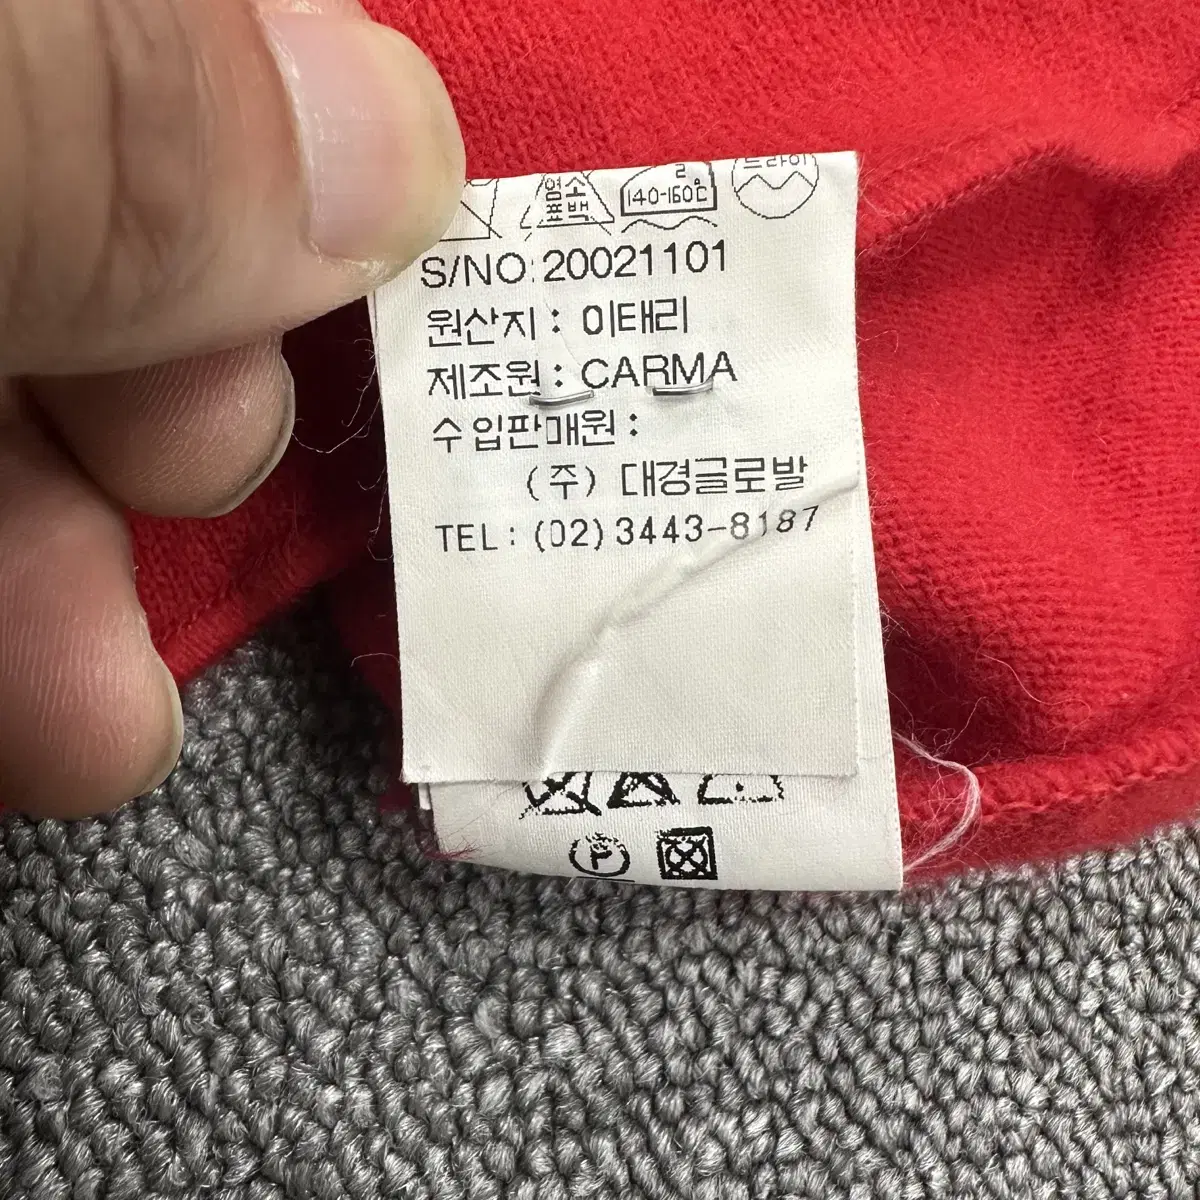 염소표백
2
140-160℃
드라이
S/NO:20021101
원산지 : 이태리
제조원 : CARMA
수입판매원 :
(주) 대경글로발
TEL : (02) 3443-8187
P